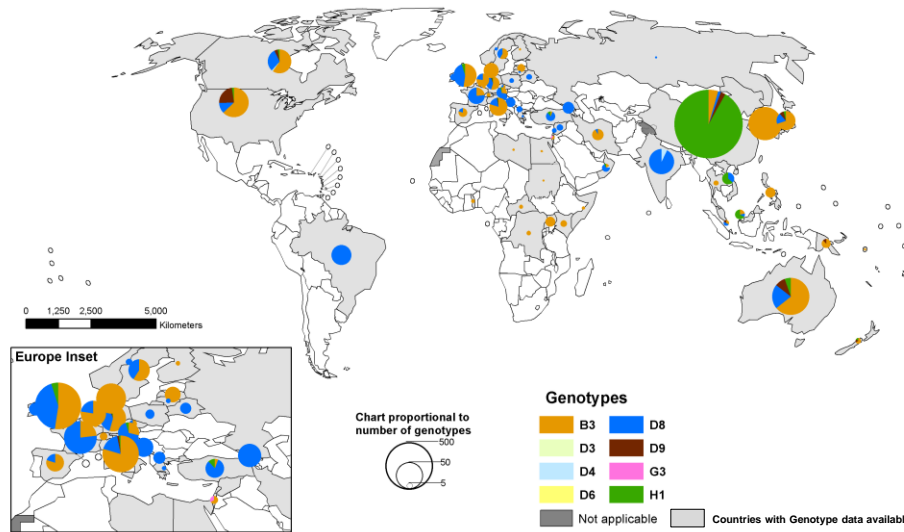 0 1,250 2,500 5,000
Kilometers
Europe Inset
Chart proportional to
number of genotypes
500
50
5
Genotypes
B3 D8
D3 D9
D4 G3
D6 H1
Not applicable Countries with Genotype data availabl